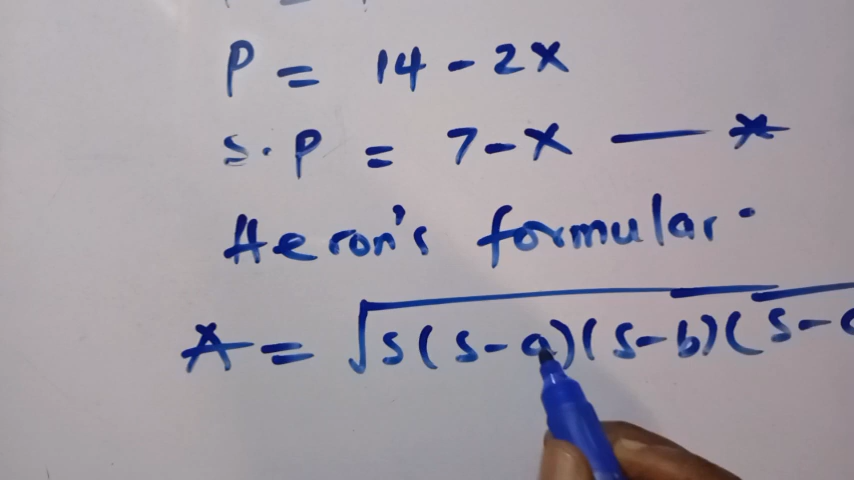 P = 14 - 2x
S.P = 7 - x — *
Heron's formular.
A = √s(s-a)(s-b)(s-